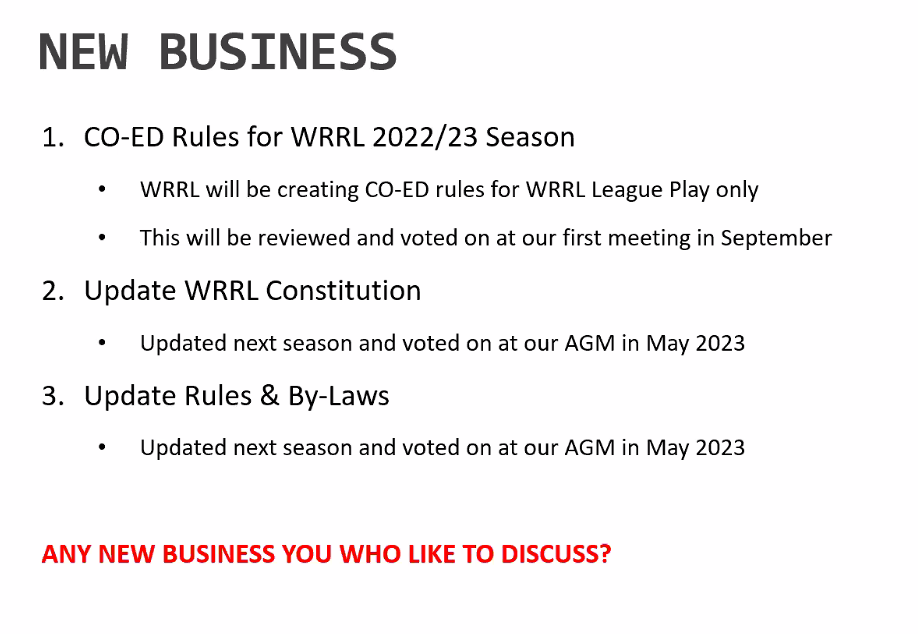 NEW BUSINESS
1. CO-ED Rules for WRRL 2022/23 Season
• WRRL will be creating CO-ED rules for WRRL League Play only
• This will be reviewed and voted on at our first meeting in September
2. Update WRRL Constitution
• Updated next season and voted on at our AGM in May 2023
3. Update Rules & By-Laws
• Updated next season and voted on at our AGM in May 2023
ANY NEW BUSINESS YOU WHO LIKE TO DISCUSS?